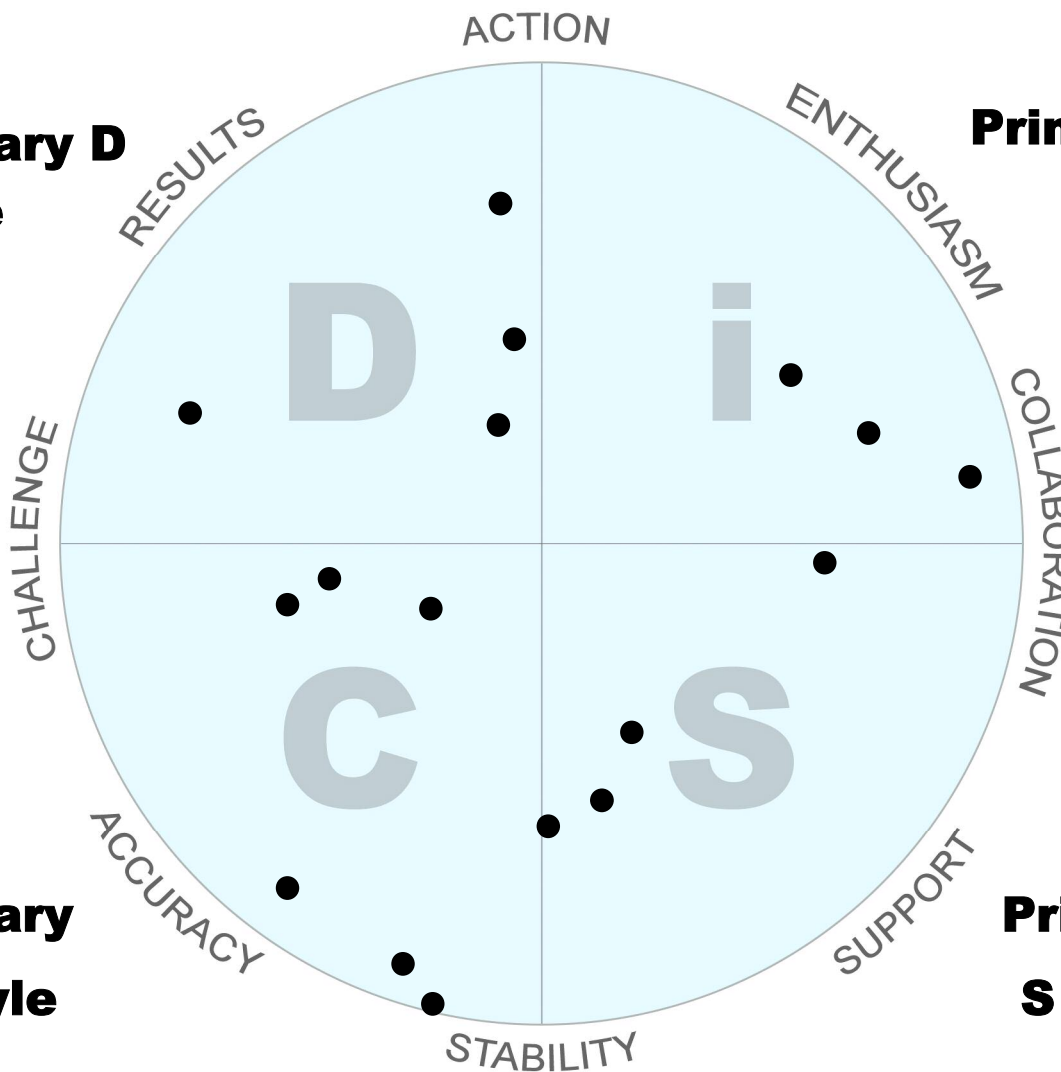 ACTION
ary D
e
RESULTS
ENTHUSIASM
Prin
D
i
CHALLENGE
COLLABORATION
C
S
ACCURACY
SUPPORT
ary
yle
Pri
S
STABILITY